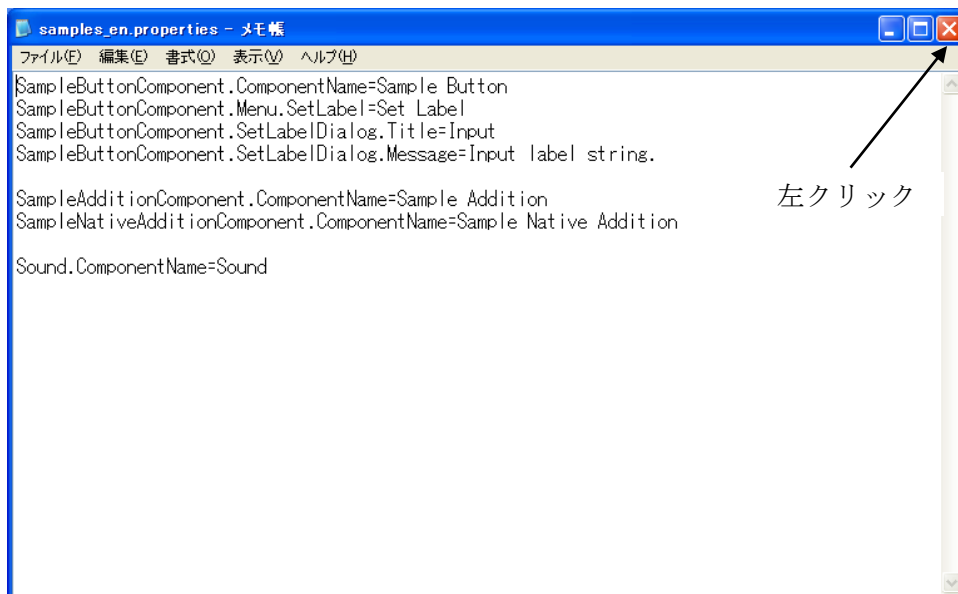 samples_en.properties - メモ帳
ファイル(F) 編集(E) 書式(O) 表示(V) ヘルプ(H)
SampleButtonComponent.ComponentName=Sample Button
SampleButtonComponent.Menu.SetLabel=Set Label
SampleButtonComponent.SetLabelDialog.Title=Input
SampleButtonComponent.SetLabelDialog.Message=Input label string.
SampleAdditionComponent.ComponentName=Sample Addition
左クリック
SampleNativeAdditionComponent.ComponentName=Sample Native Addition
Sound.ComponentName=Sound